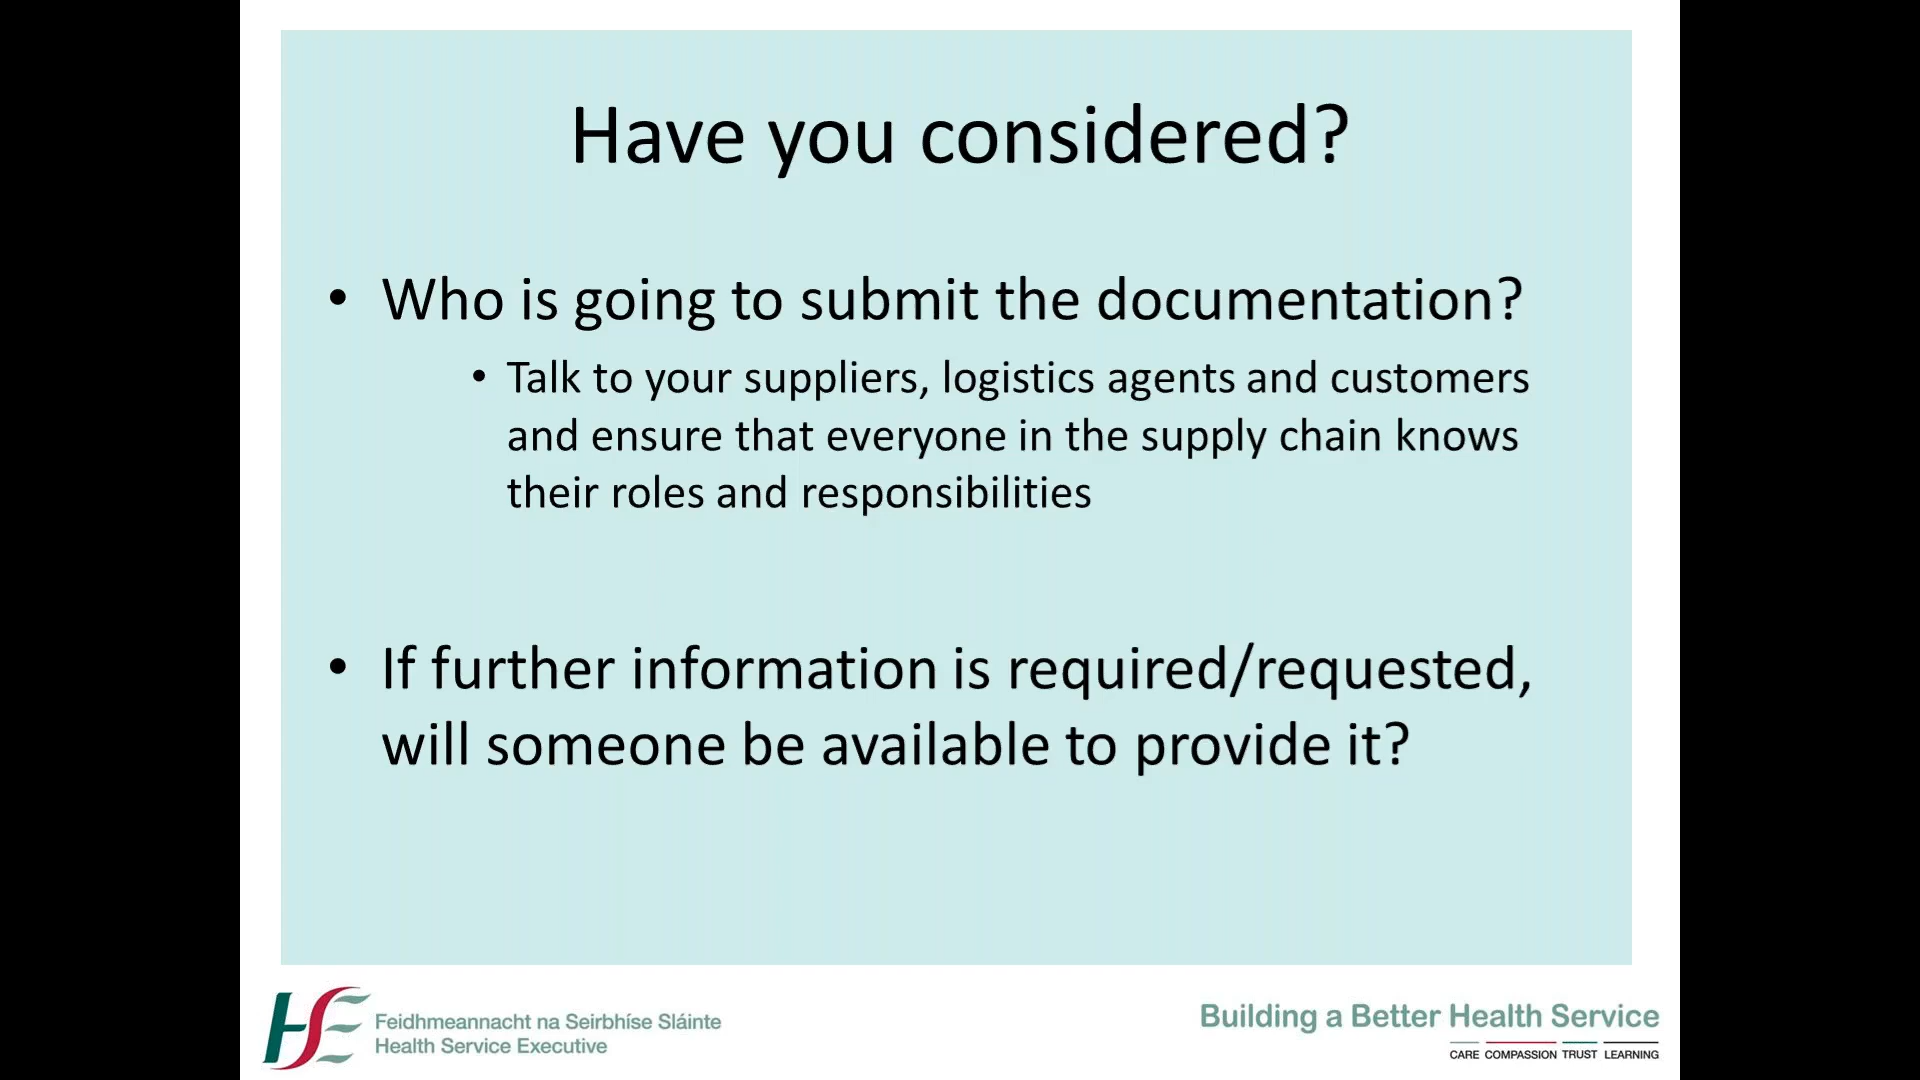 Have you considered?
• Who is going to submit the documentation?
• Talk to your suppliers, logistics agents and customers
and ensure that everyone in the supply chain knows
their roles and responsibilities
• If further information is required/requested,
will someone be available to provide it?
Feidhmeannacht na Seirbhíse Sláinte
Health Service Executive
Building a Better Health Service
CARE COMPASSION TRUST LEARNING